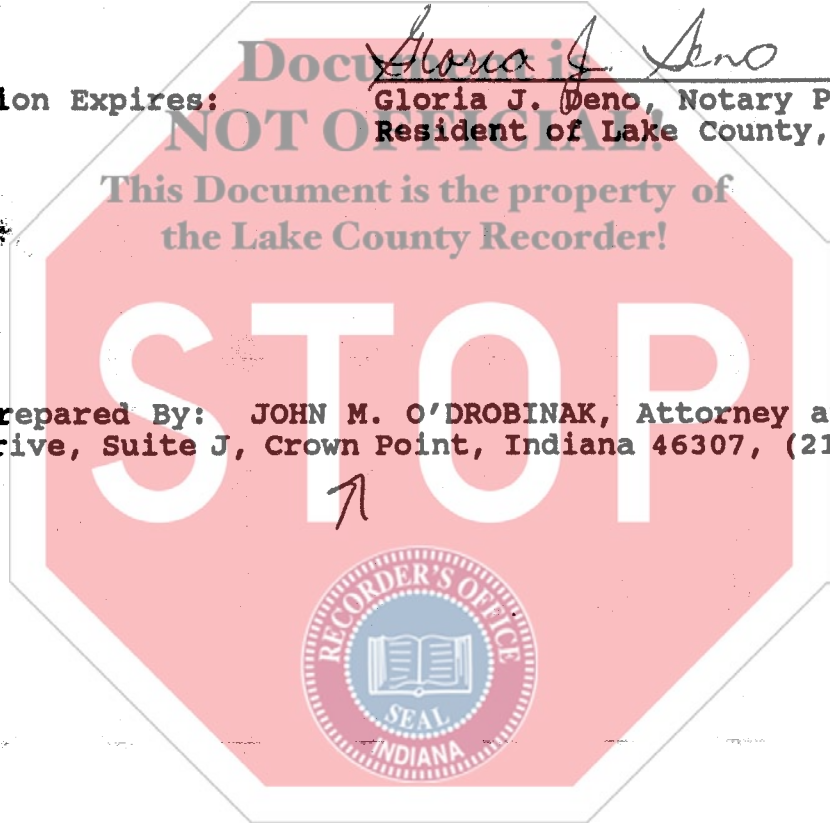 Document is
Gloria J. Deno
ion Expires: Gloria J. Deno, Notary P
NOT OFFICIAL!
Resident of Lake County,
This Document is the property of
the Lake County Recorder!
STOP
repared By: JOHN M. O'DROBINAK, Attorney a
rive, Suite J, Crown Point, Indiana 46307, (21
RECORDER'S OFFICE
SEAL
INDIANA